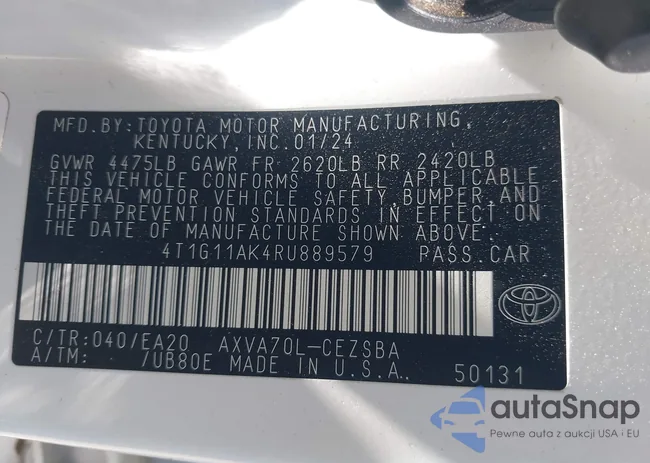 MFD.BY:TOYOTA MOTOR MANUFACTURING,
KENTUCKY,INC.01/24
GVWR 4475LB GAWR FR 2620LB RR 2420LB
THIS VEHICLE CONFORMS TO ALL APPLICABLE
FEDERAL MOTOR VEHICLE SAFETY,BUMPER,AND
THEFT PREVENTION STANDARDS IN EFFECT ON
THE DATE OF MANUFACTURE SHOWN ABOVE.
4T1G11AK4RU889579 PASS.CAR
C/TR:040/EA20 AXVA70L-CEZSBA
A/TM: /UB80E MADE IN U.S.A. 50131
autaSnap
Pewne auta z aukcji USA i EU